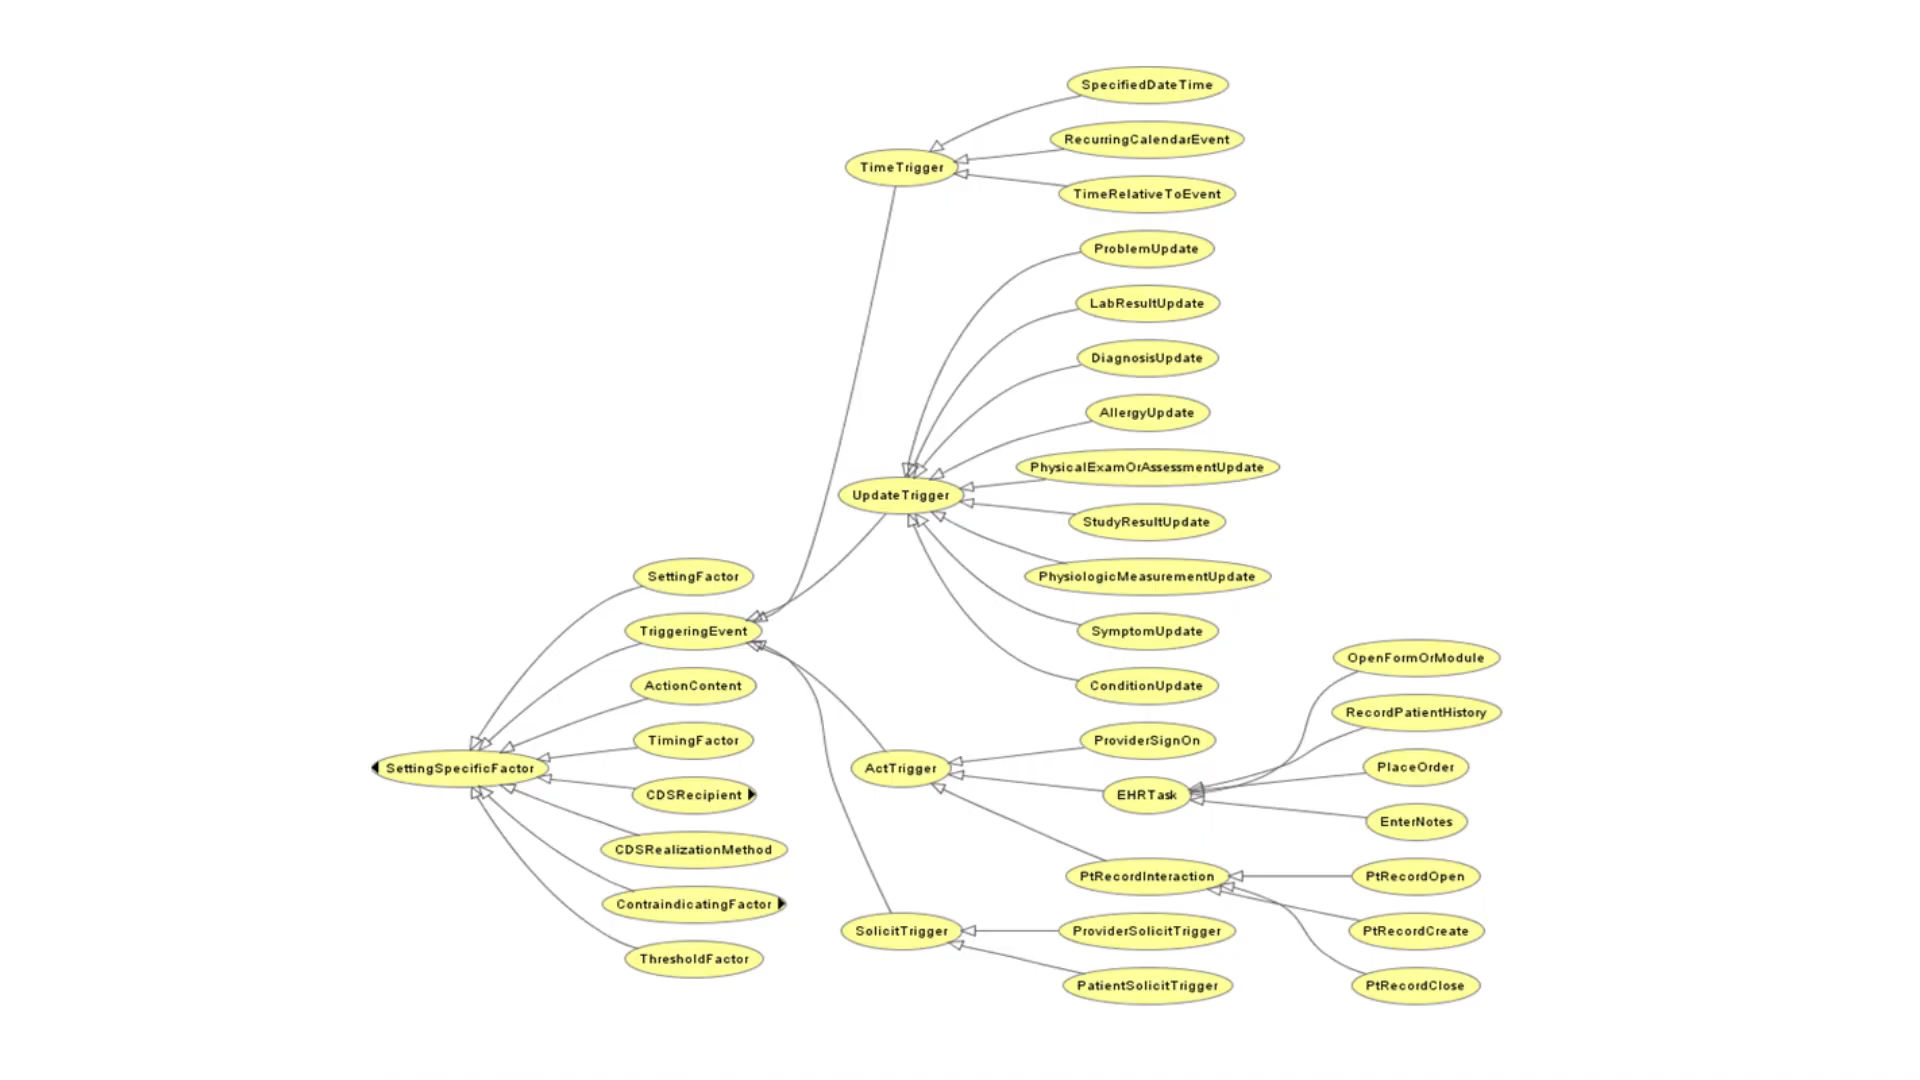 SpecifiedDateTime
RecurringCalendarEvent
TimeTrigger
TimeRelativeToEvent
ProblemUpdate
LabResultUpdate
DiagnosisUpdate
AllergyUpdate
PhysicalExamOrAssessmentUpdate
UpdateTrigger
StudyResultUpdate
SettingFactor
PhysiologicMeasurementUpdate
TriggeringEvent
SymptomUpdate
OpenFormOrModule
ActionContent
ConditionUpdate
RecordPatientHistory
TimingFactor
ProviderSignOn
SettingSpecificFactor
ActTrigger
PlaceOrder
CDSRecipient
EHRTask
EnterNotes
CDSRealizationMethod
PtRecordInteraction
PtRecordOpen
ContraindicatingFactor
SolicitTrigger
ProviderSolicitTrigger
PtRecordCreate
ThresholdFactor
PatientSolicitTrigger
PtRecordClose